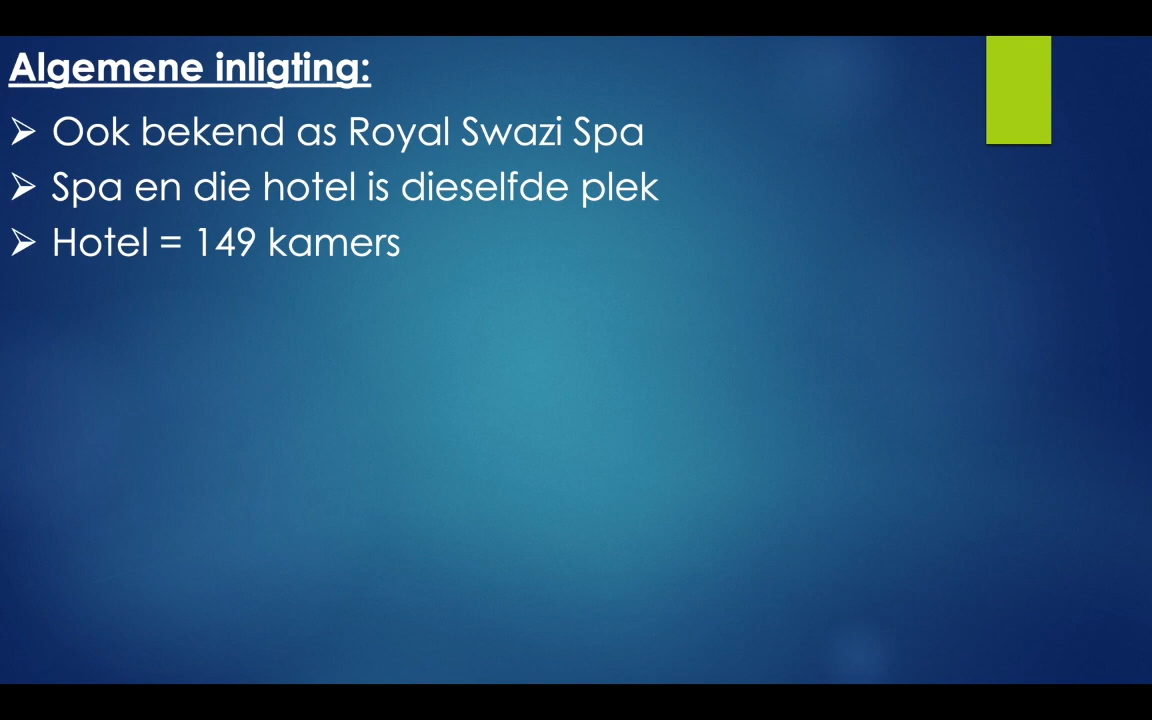 Algemene inligting:
➢ Ook bekend as Royal Swazi Spa
➢ Spa en die hotel is dieselfde plek
➢ Hotel = 149 kamers